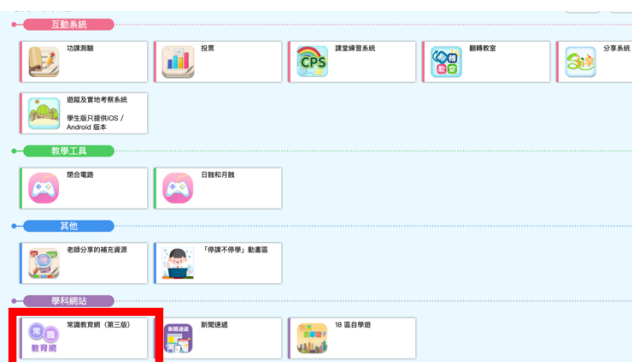 互動系統
功課測驗
投票
課堂練習系統
CPS
翻轉教室
分享系統
遊蹤及實地考察系統
學生版只提供iOS /
Android 版本
教學工具
閉合電路
日蝕和月蝕
其他
老師分享的補充資源
「停課不停學」動畫區
學科網站
常識教育網（第三版）
常識
教育網
新聞速遞
新聞速遞
18 區自學遊